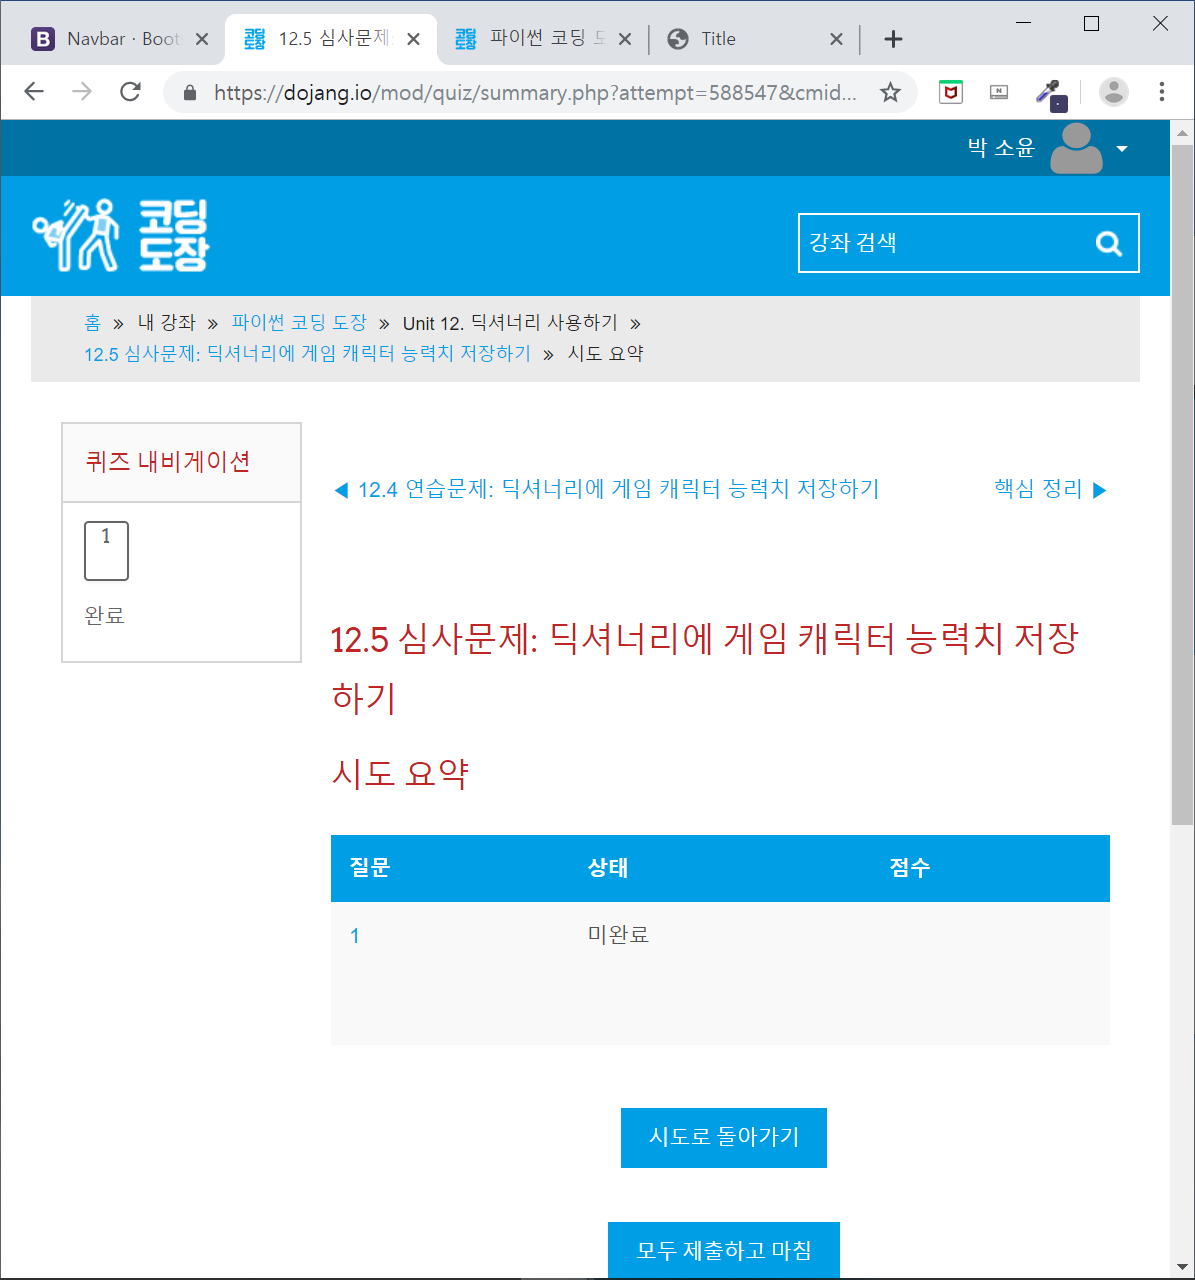 Navbar · Boot
12.5 심사문제:
파이썬 코딩 도
Title
https://dojang.io/mod/quiz/summary.php?attempt=588547&cmid...
박 소윤
코딩
도장
강좌 검색
홈 » 내 강좌 » 파이썬 코딩 도장 » Unit 12. 딕셔너리 사용하기 »
12.5 심사문제: 딕셔너리에 게임 캐릭터 능력치 저장하기 » 시도 요약
퀴즈 내비게이션
1
완료
◀ 12.4 연습문제: 딕셔너리에 게임 캐릭터 능력치 저장하기
핵심 정리 ▶
12.5 심사문제: 딕셔너리에 게임 캐릭터 능력치 저장
하기
시도 요약
질문 상태 점수
1 미완료
시도로 돌아가기
모두 제출하고 마침